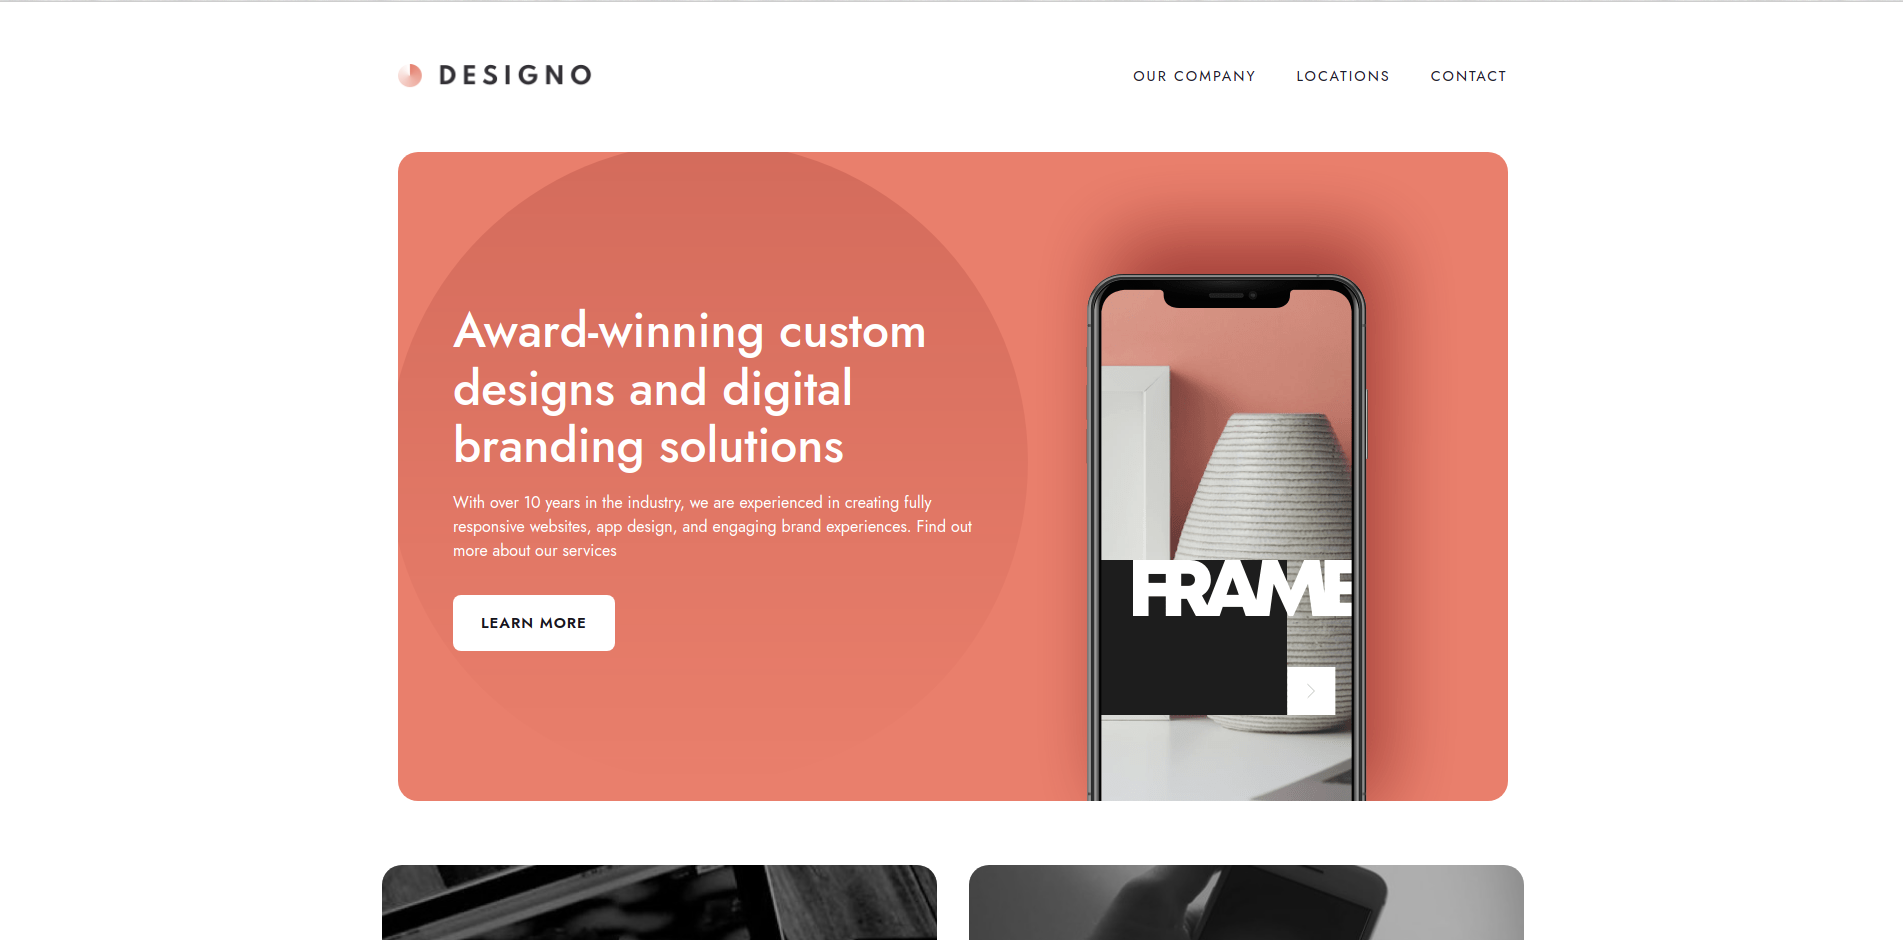 DESIGNO
OUR COMPANY LOCATIONS CONTACT
Award-winning custom
designs and digital
branding solutions
With over 10 years in the industry, we are experienced in creating fully
responsive websites, app design, and engaging brand experiences. Find out
more about our services
LEARN MORE
FRAME